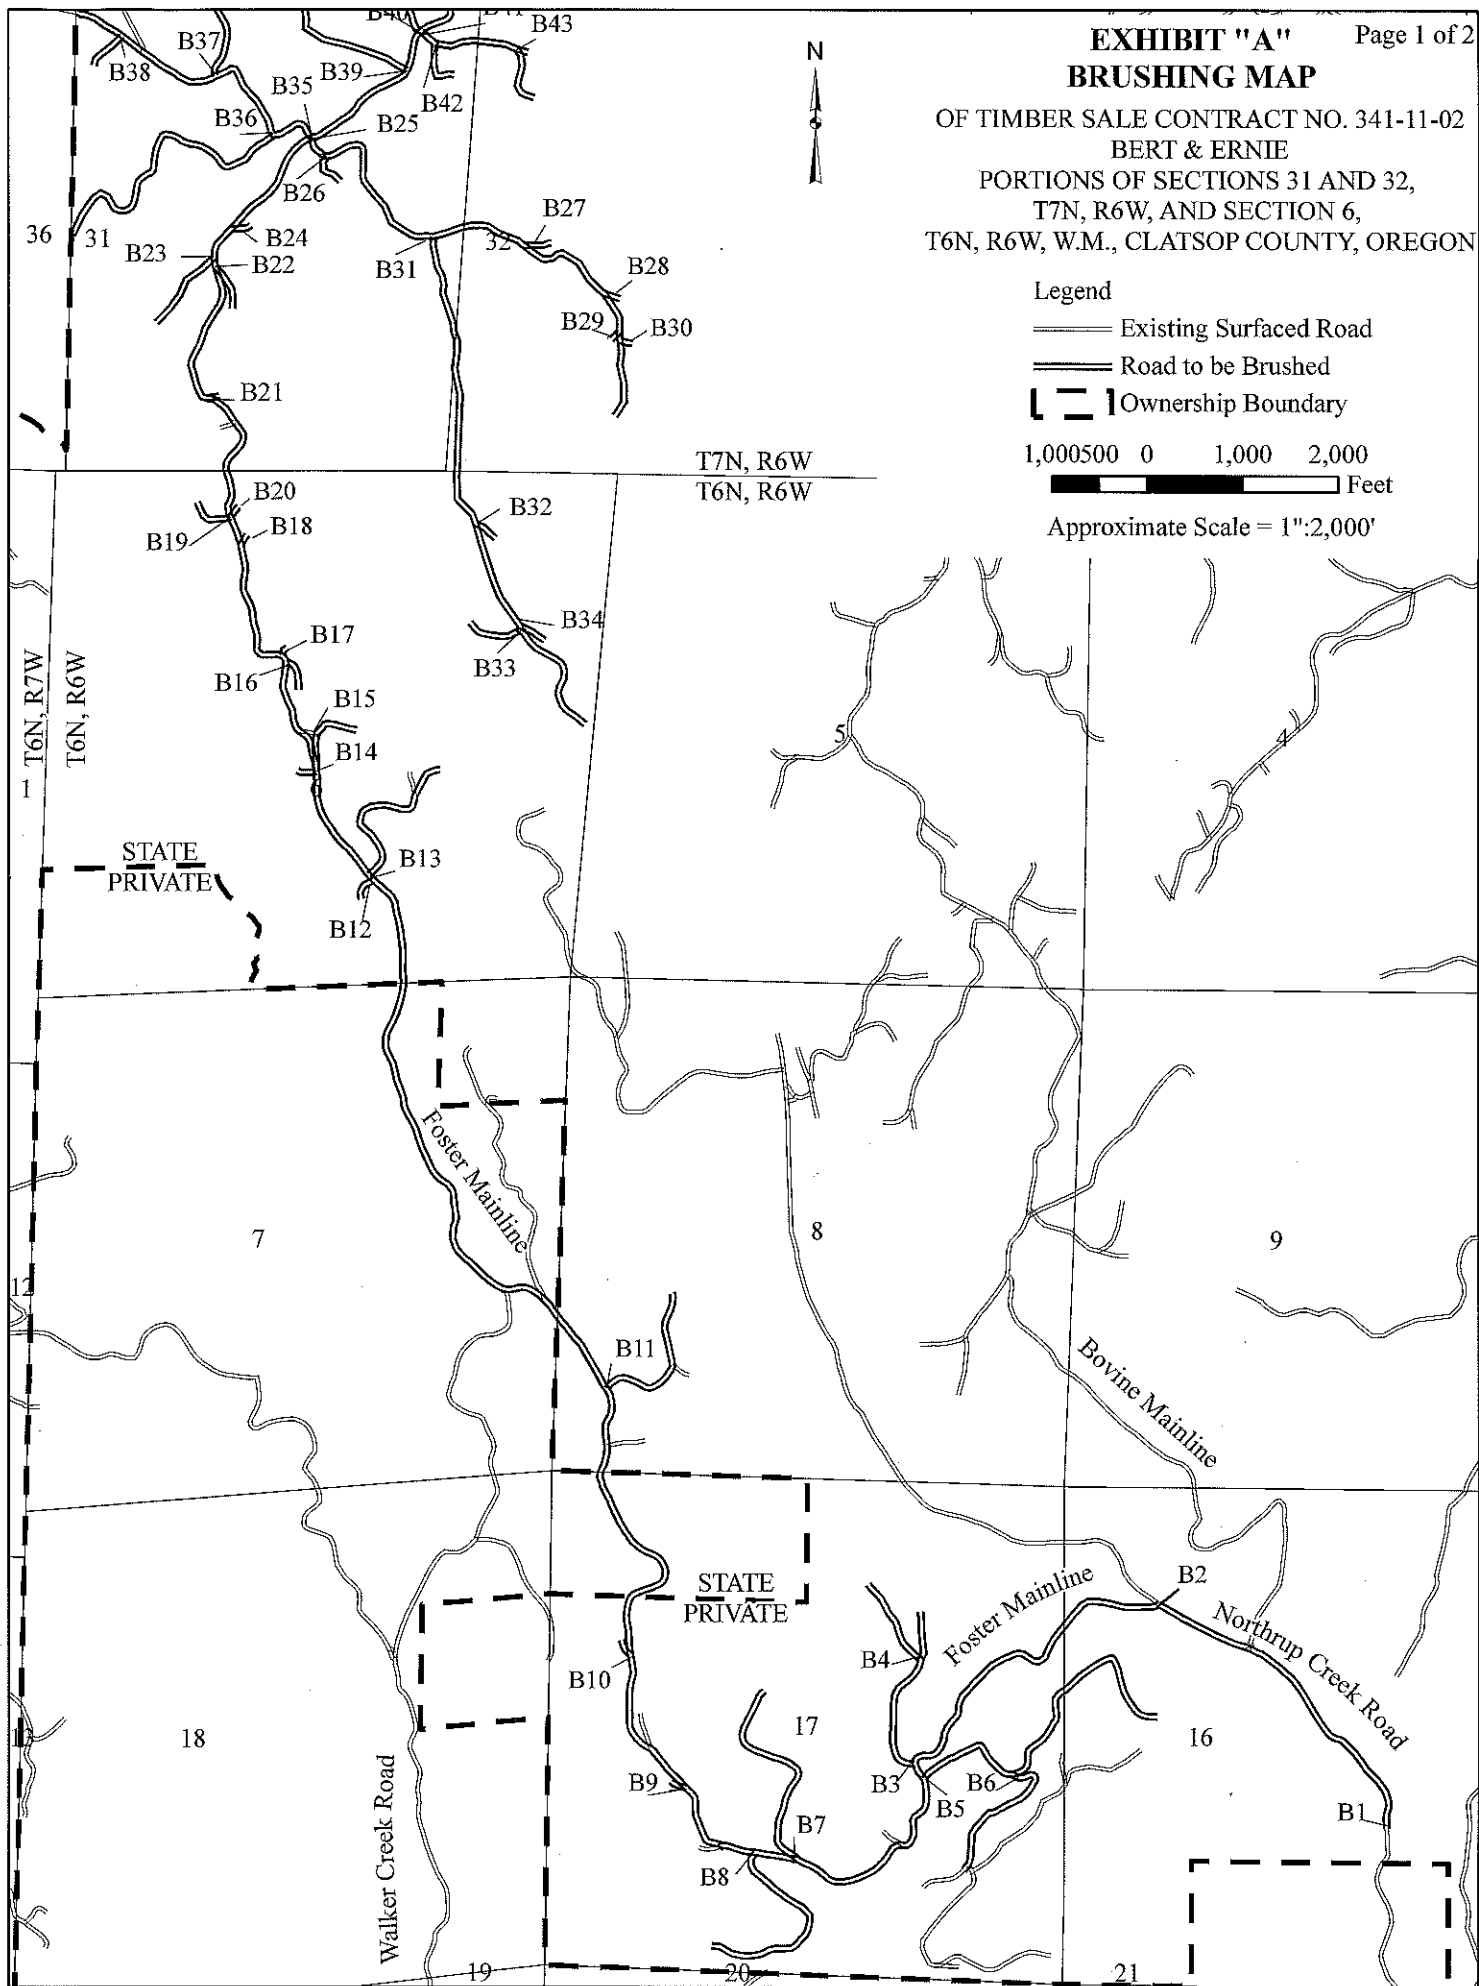 EXHIBIT "A"
Page 1 of 2
BRUSHING MAP
OF TIMBER SALE CONTRACT NO. 341-11-02
BERT & ERNIE
PORTIONS OF SECTIONS 31 AND 32,
T7N, R6W, AND SECTION 6,
T6N, R6W, W.M., CLATSOP COUNTY, OREGON
N
Legend
Existing Surfaced Road
Road to be Brushed
Ownership Boundary
1,000500 0 1,000 2,000
Feet
Approximate Scale = 1":2,000'
B43
B37
B38
B39
B35
B42
B36
B25
B26
B27
36
31
B24
32
B23
B22
B31
B28
B29
B30
B21
T7N, R6W
T6N, R6W
B20
B32
B18
B19
B34
B17
B33
B16
T6N, R7W
T6N, R6W
B15
5
4
B14
1
6
STATE
PRIVATE
B13
B12
Foster Mainline
7
8
9
12
B11
Bovine Mainline
STATE
PRIVATE
B2
Foster Mainline
Northrup Creek Road
B4
B10
17
16
18
13
B9
B3
B6
B5
B1
B7
B8
Walker Creek Road
19
20
21